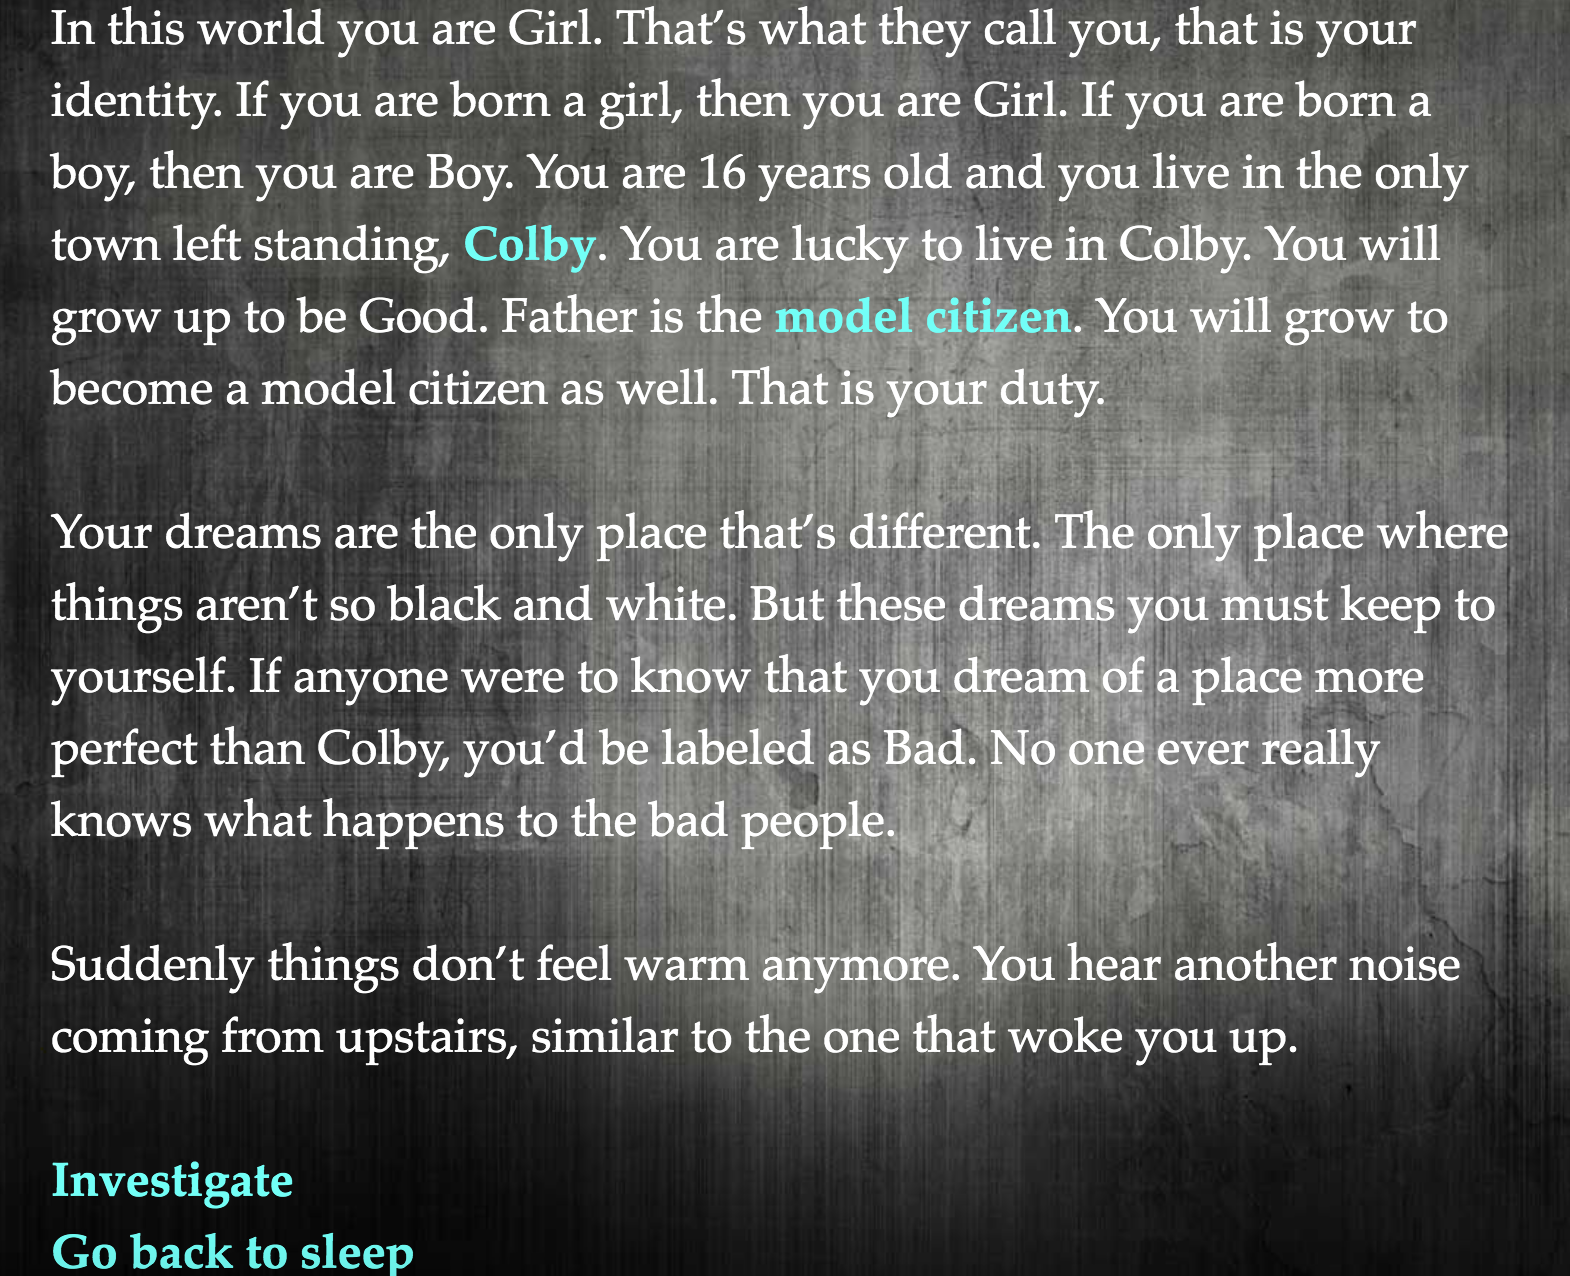 In this world you are Girl. That’s what they call you, that is your
identity. If you are born a girl, then you are Girl. If you are born a
boy, then you are Boy. You are 16 years old and you live in the only
town left standing, Colby. You are lucky to live in Colby. You will
grow up to be Good. Father is the model citizen. You will grow to
become a model citizen as well. That is your duty.
Your dreams are the only place that’s different. The only place where
things aren’t so black and white. But these dreams you must keep to
yourself. If anyone were to know that you dream of a place more
perfect than Colby, you’d be labeled as Bad. No one ever really
knows what happens to the bad people.
Suddenly things don’t feel warm anymore. You hear another noise
coming from upstairs, similar to the one that woke you up.
Investigate
Go back to sleep